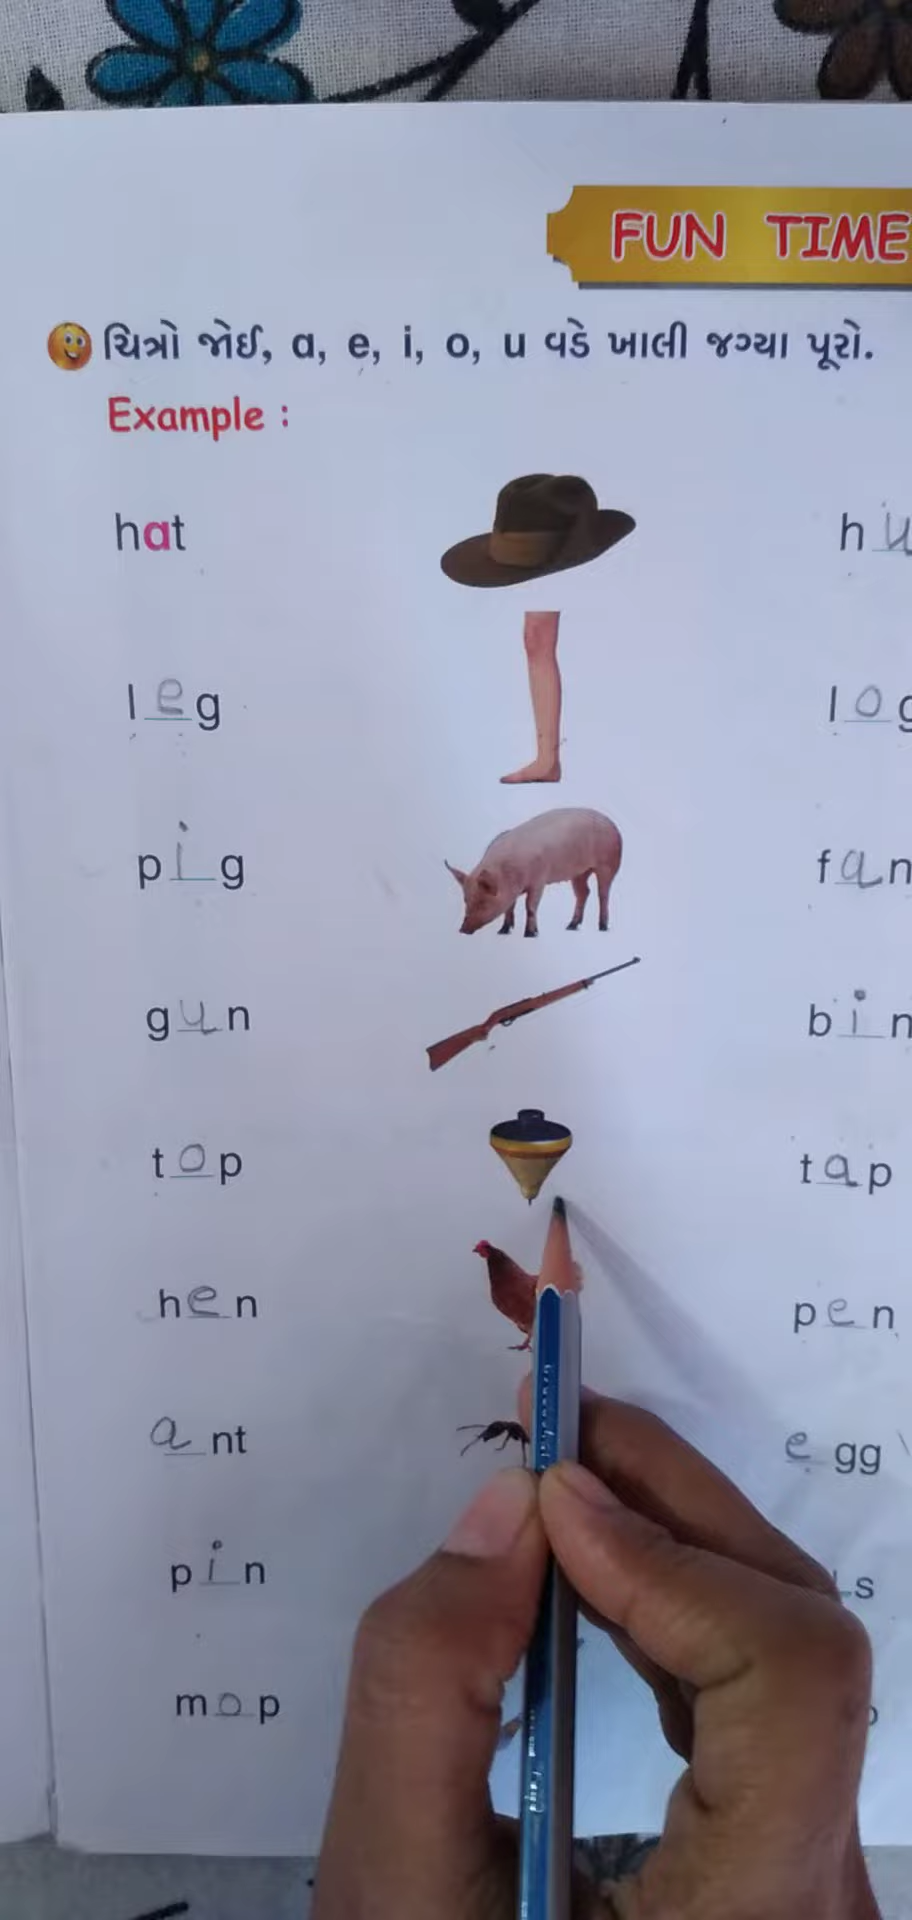 FUN TIME
ચિત્રો જોઈ, a, e, i, o, u વડે ખાલી જગ્યા પૂરો.
Example :
hat
hu
leg
log
pig
fan
gun
bin
top
tap
hen
pen
ant
egg
pin
s
mop